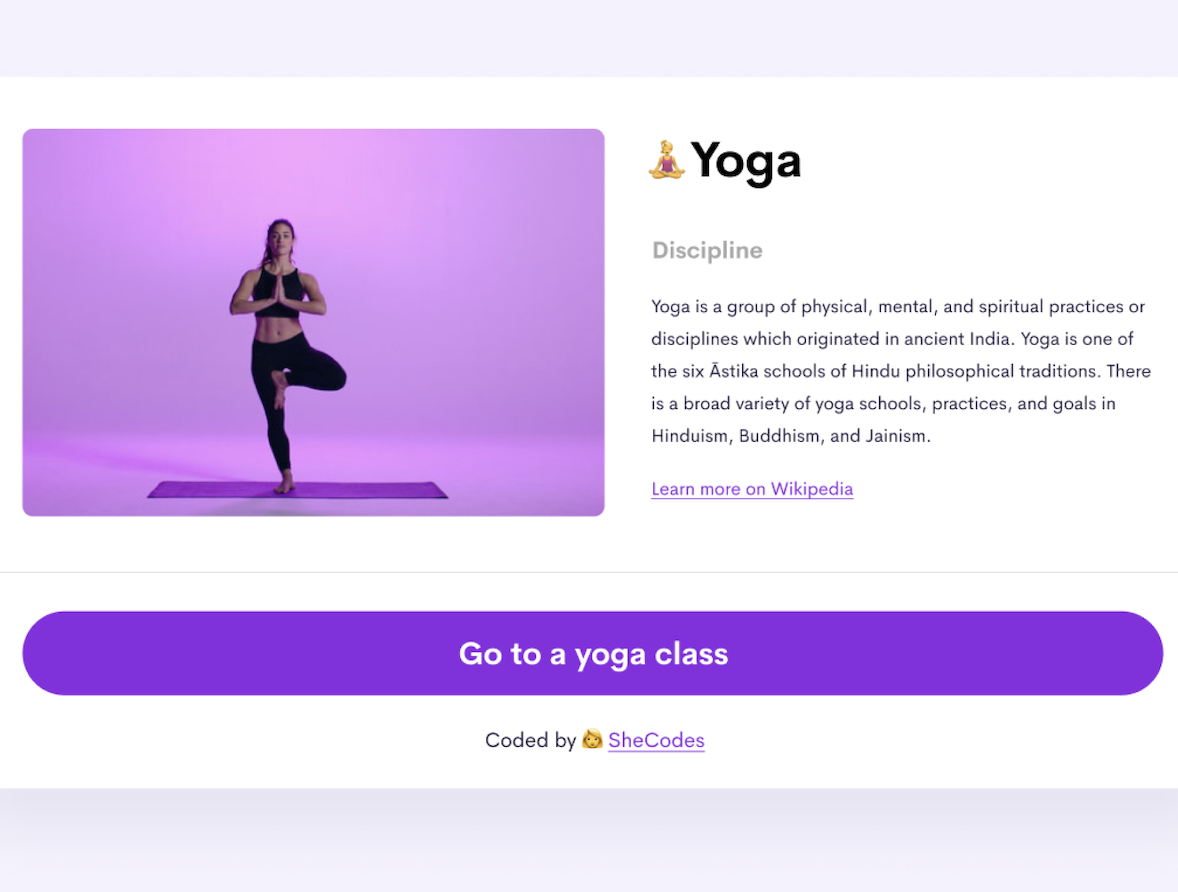 🧘‍♀️Yoga
Discipline
Yoga is a group of physical, mental, and spiritual practices or
disciplines which originated in ancient India. Yoga is one of
the six Āstika schools of Hindu philosophical traditions. There
is a broad variety of yoga schools, practices, and goals in
Hinduism, Buddhism, and Jainism.
Learn more on Wikipedia
Go to a yoga class
Coded by 👩 SheCodes